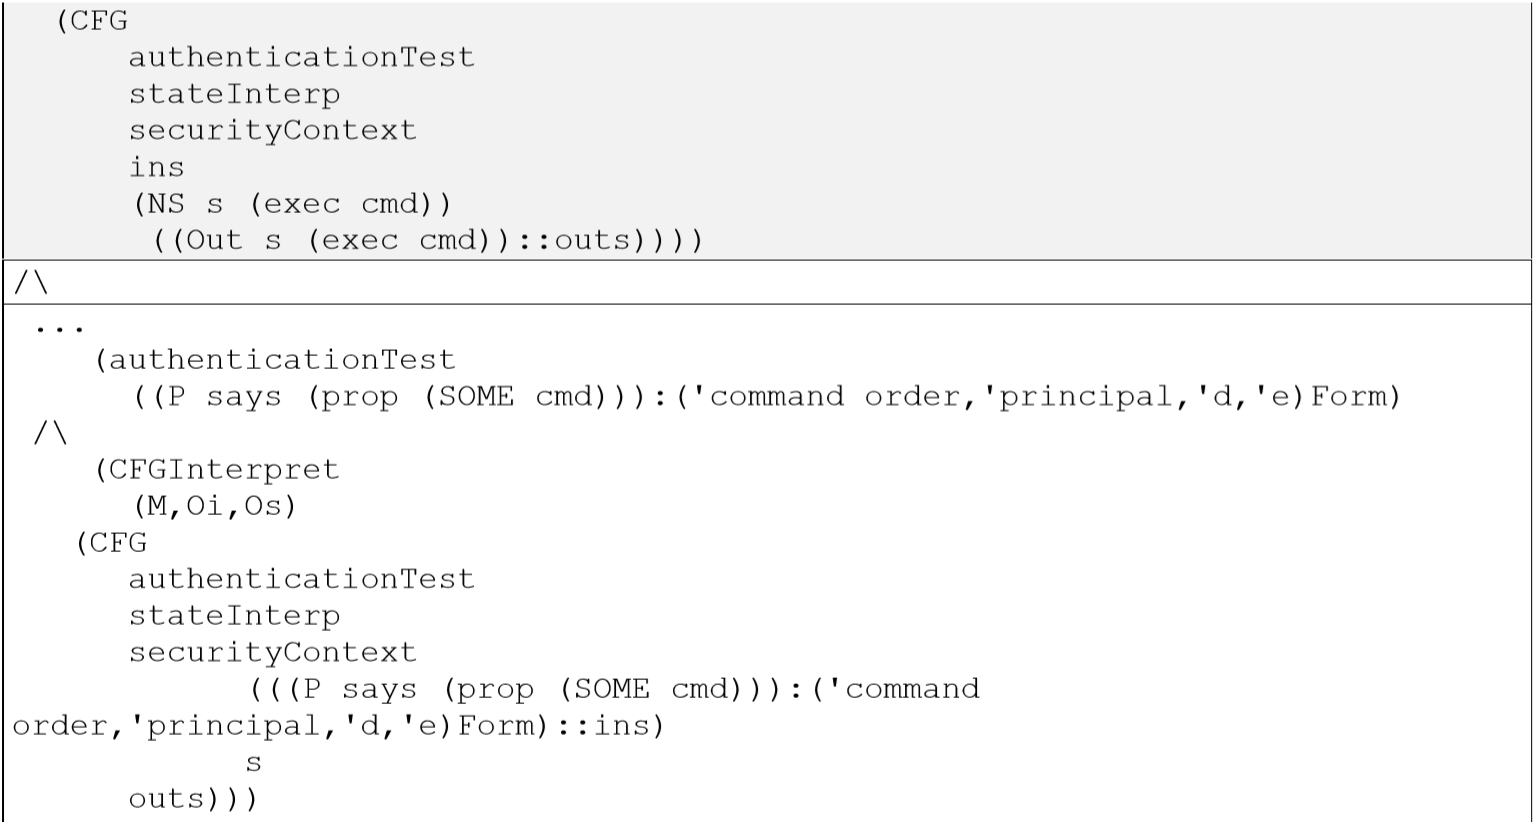 (CFG
authenticationTest
stateInterp
securityContext
ins
(NS s (exec cmd))
((Out s (exec cmd))::outs))))
/\
...
(authenticationTest
((P says (prop (SOME cmd))):('command order,'principal,'d,'e)Form)
/\
(CFGInterpret
(M,Oi,Os)
(CFG
authenticationTest
stateInterp
securityContext
(((P says (prop (SOME cmd))):('command
order,'principal,'d,'e)Form)::ins)
s
outs)))